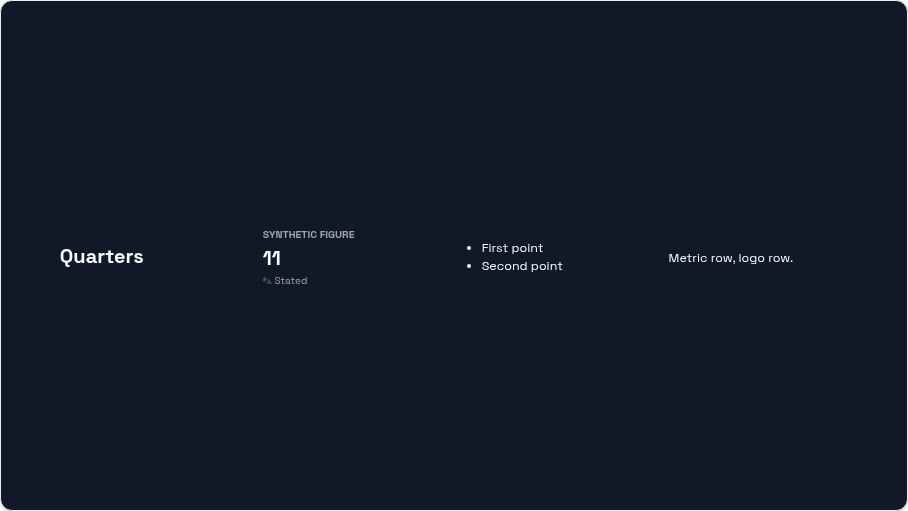 Quarters
SYNTHETIC FIGURE
11
Stated
First point
Second point
Metric row, logo row.